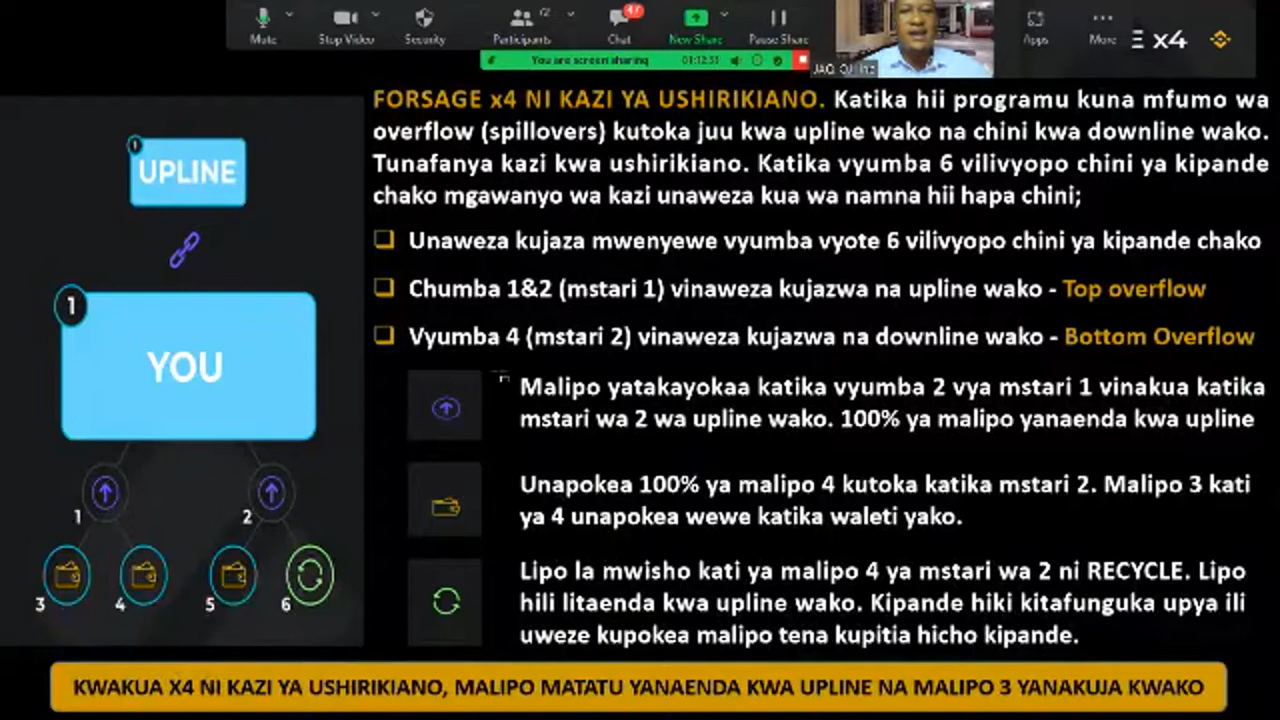 Mute
Stop Video
Security
Participants
Chat
New Share
Pause Share
Apps
More
x4
You are screen sharing
FORSAGE x4 NI KAZI YA USHIRIKIANO. Katika hii programu kuna mfumo wa
overflow (spillovers) kutoka juu kwa upline wako na chini kwa downline wako.
Tunafanya kazi kwa ushirikiano. Katika vyumba 6 vilivyopo chini ya kipande
chako mgawanyo wa kazi unaweza kua wa namna hii hapa chini;
Unaweza kujaza mwenyewe vyumba vyote 6 vilivyopo chini ya kipande chako
Chumba 1&2 (mstari 1) vinaweza kujazwa na upline wako - Top overflow
Vyumba 4 (mstari 2) vinaweza kujazwa na downline wako - Bottom Overflow
Malipo yatakayokaa katika vyumba 2 vya mstari 1 vinakua katika
mstari wa 2 wa upline wako. 100% ya malipo yanaenda kwa upline
Unapokea 100% ya malipo 4 kutoka katika mstari 2. Malipo 3 kati
ya 4 unapokea wewe katika waleti yako.
Lipo la mwisho kati ya malipo 4 ya mstari wa 2 ni RECYCLE. Lipo
hili litaenda kwa upline wako. Kipande hiki kitafunguka upya ili
uweze kupokea malipo tena kupitia hicho kipande.
1
UPLINE
1
YOU
1
2
3
4
5
6
KWAKUA X4 NI KAZI YA USHIRIKIANO, MALIPO MATATU YANAENDA KWA UPLINE NA MALIPO 3 YANAKUJA KWAKO